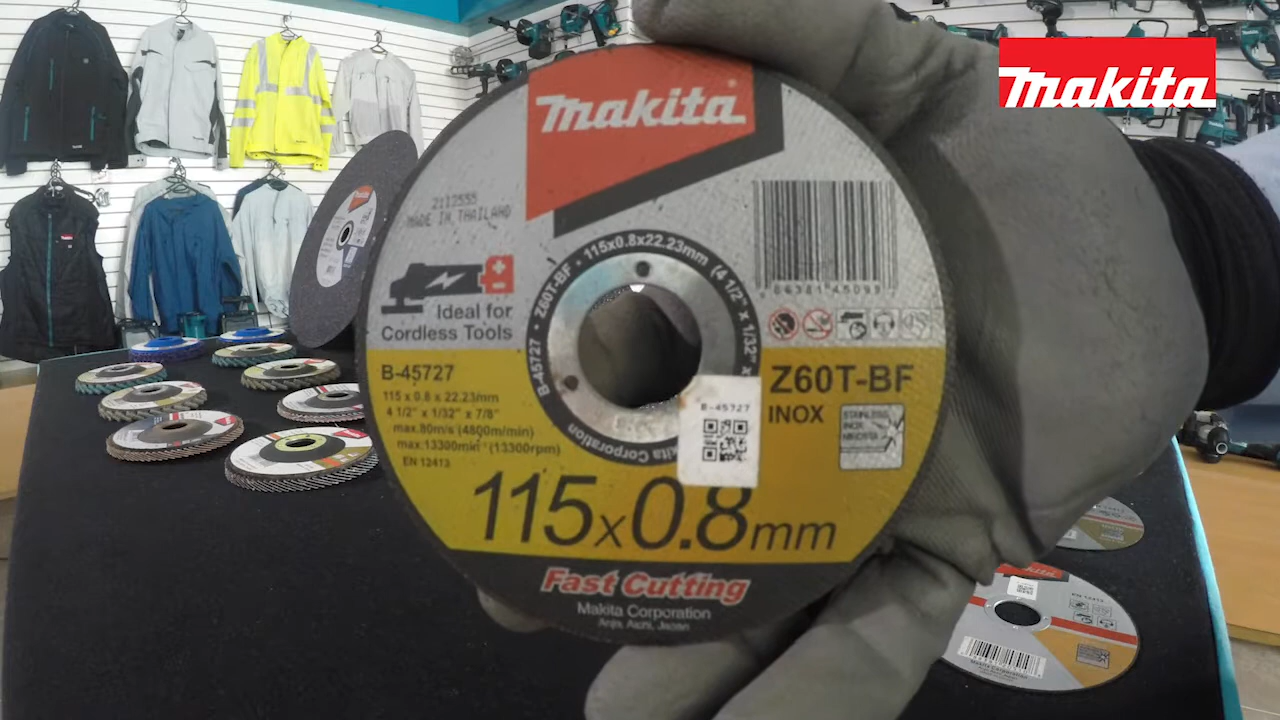 makita
makita
2112555
MADE IN THAILAND
Ideal for
Cordless Tools
B-45727 • Z60T-BF • 115x0.8x22.23mm (4 1/2" x 1/32" x
B-45727
115 x 0.8 x 22.23mm
4 1/2" x 1/32" x 7/8"
max.80m/s (4800m/min)
max.13300min⁻¹ (13300rpm)
EN 12413
Z60T-BF
INOX
STAINLESS
INOX
B-45727
Makita Corporation
115x0.8mm
Fast Cutting
Makita Corporation
Anjo, Aichi, Japan
makita